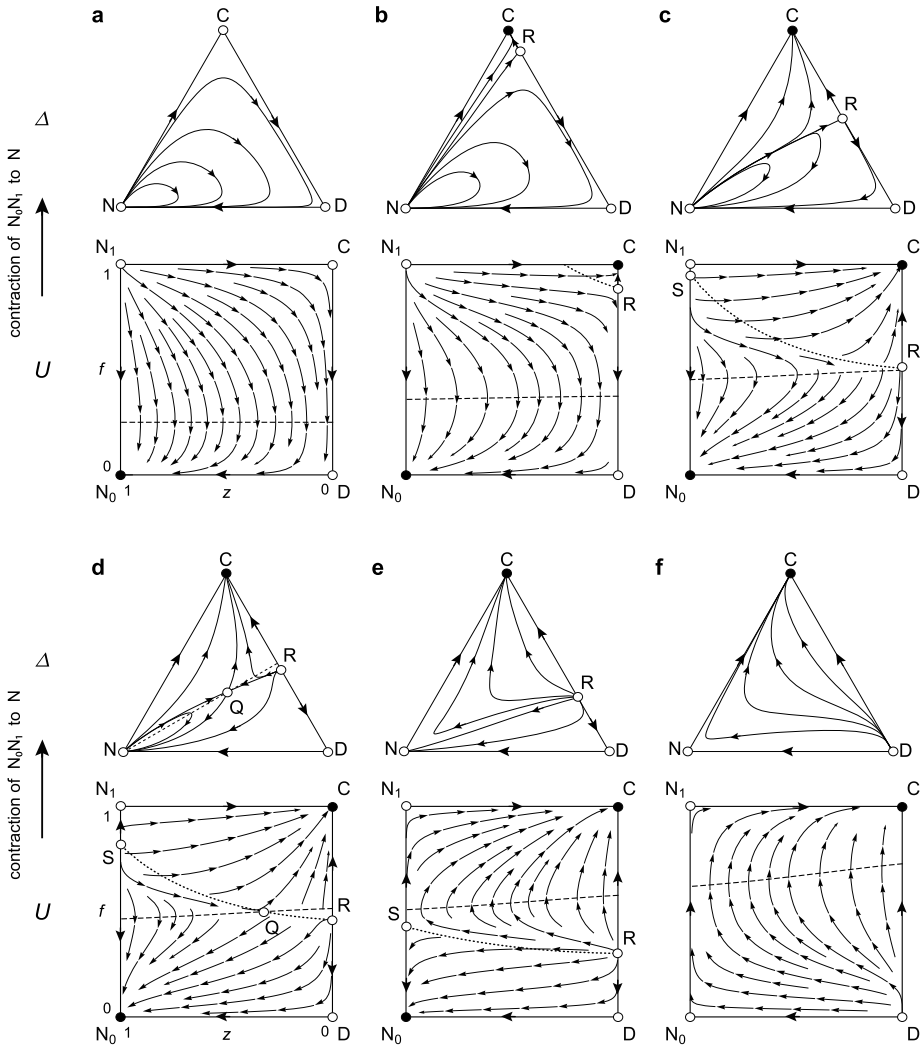 a
C
N
D
b
C
R
N
D
c
C
R
N
D
Δ
contraction of N₀N₁ to N
U
N₁
C
1
f
0
N₀
1
z
0
D
N₁
C
R
N₀
D
N₁
C
S
R
N₀
D
d
C
R
Q
N
D
e
C
R
N
D
f
C
N
D
Δ
contraction of N₀N₁ to N
U
N₁
C
1
S
f
R
Q
0
N₀
1
z
0
D
N₁
C
S
R
N₀
D
N₁
C
N₀
D